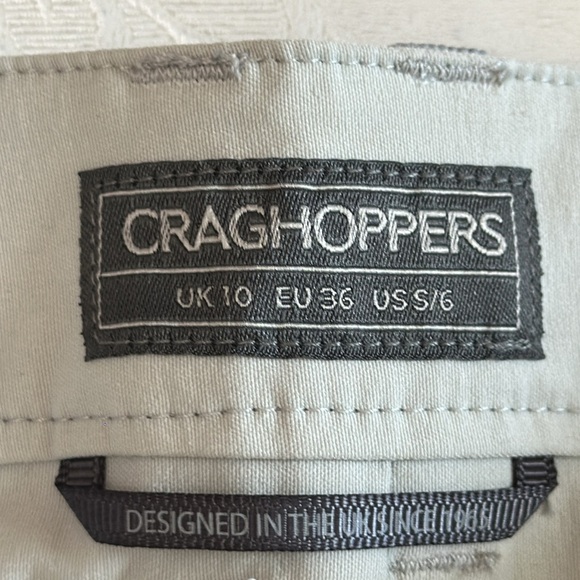 CRAGHOPPERS
UK 10 EU 36 US S/6
DESIGNED IN THE UK SINCE 1965